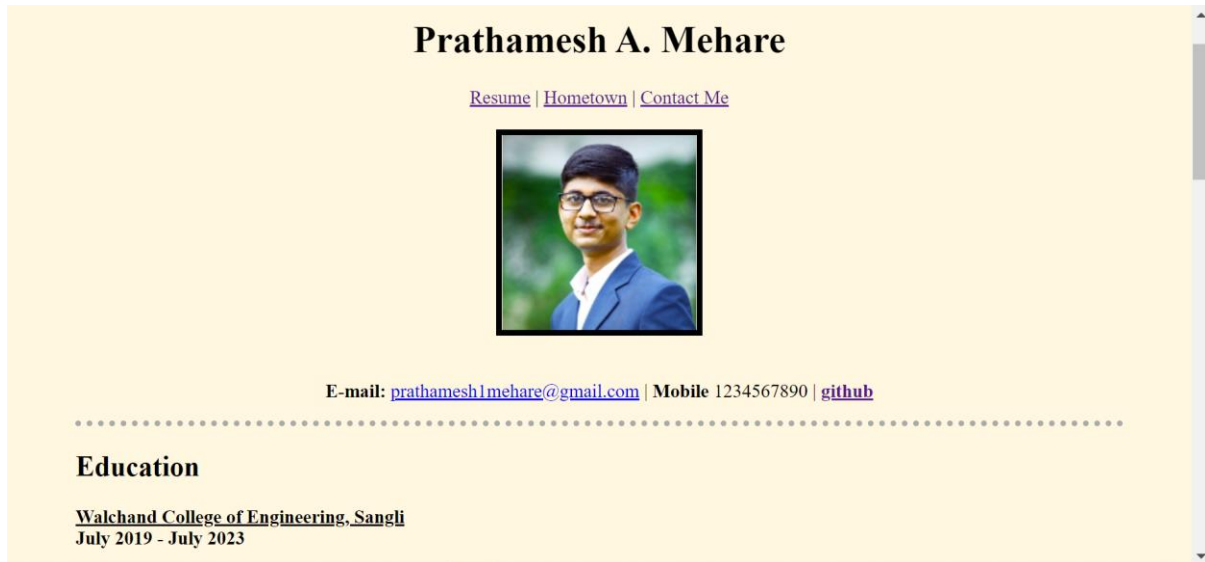 Prathamesh A. Mehare
Resume | Hometown | Contact Me
E-mail: prathamesh1mehare@gmail.com | Mobile 1234567890 | github
Education
Walchand College of Engineering, Sangli
July 2019 - July 2023